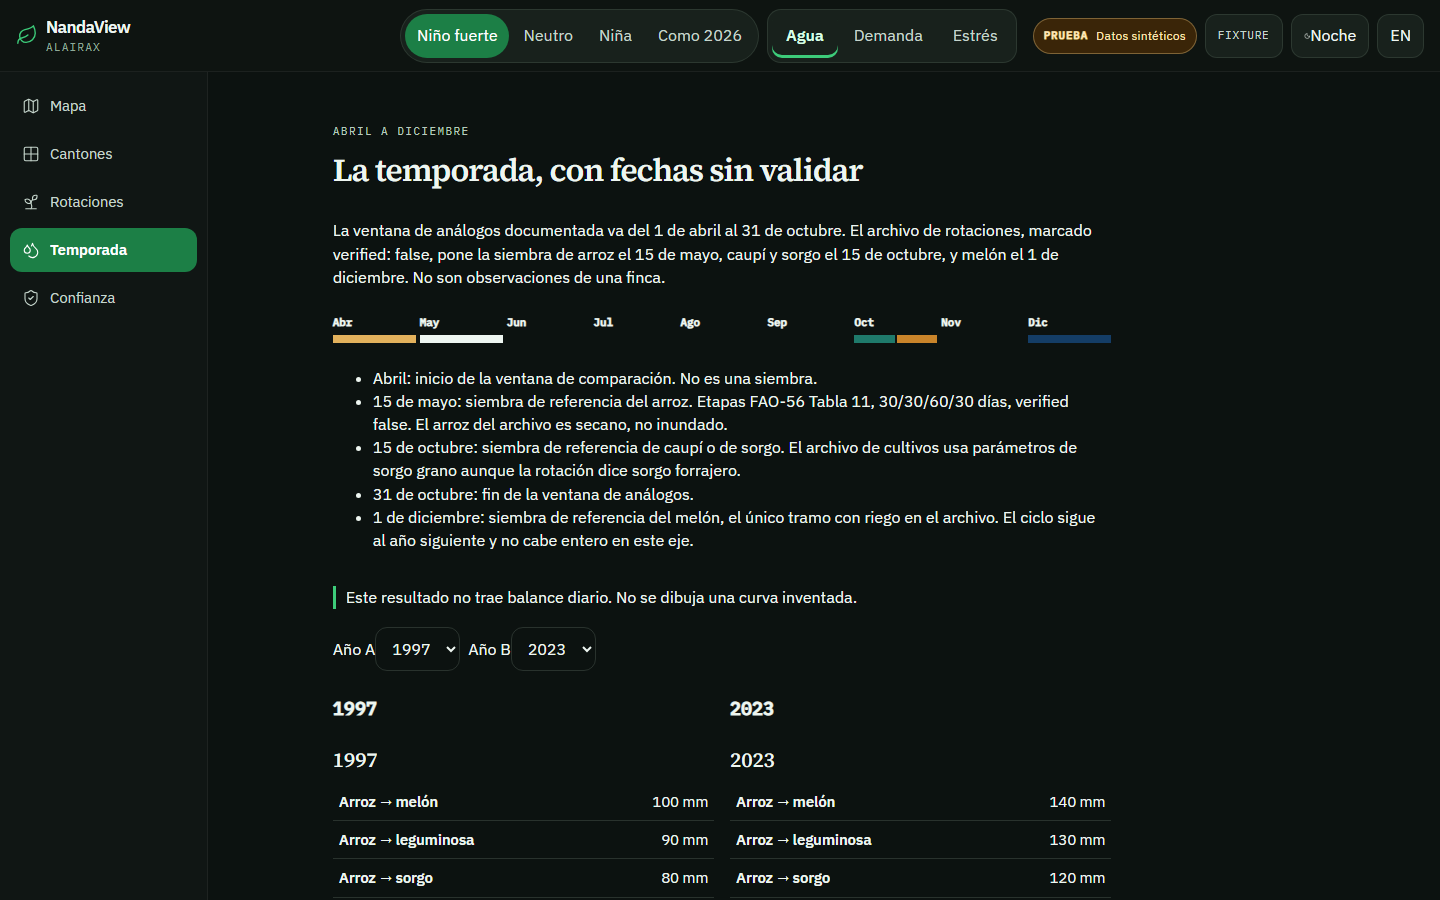 NandaView
ALAIRAX
Niño fuerte
Neutro
Niña
Como 2026
Agua
Demanda
Estrés
PRUEBA Datos sintéticos
FIXTURE
Noche
EN
Mapa
Cantones
Rotaciones
Temporada
Confianza
ABRIL A DICIEMBRE
La temporada, con fechas sin validar
La ventana de análogos documentada va del 1 de abril al 31 de octubre. El archivo de rotaciones, marcado
verified: false, pone la siembra de arroz el 15 de mayo, caupí y sorgo el 15 de octubre, y melón el 1 de
diciembre. No son observaciones de una finca.
Abr May Jun Jul Ago Sep Oct Nov Dic
• Abril: inicio de la ventana de comparación. No es una siembra.
• 15 de mayo: siembra de referencia del arroz. Etapas FAO-56 Tabla 11, 30/30/60/30 días, verified
false. El arroz del archivo es secano, no inundado.
• 15 de octubre: siembra de referencia de caupí o de sorgo. El archivo de cultivos usa parámetros de
sorgo grano aunque la rotación dice sorgo forrajero.
• 31 de octubre: fin de la ventana de análogos.
• 1 de diciembre: siembra de referencia del melón, el único tramo con riego en el archivo. El ciclo sigue
al año siguiente y no cabe entero en este eje.
Este resultado no trae balance diario. No se dibuja una curva inventada.
Año A 1997 Año B 2023
1997
1997
Arroz → melón 100 mm
Arroz → leguminosa 90 mm
Arroz → sorgo 80 mm
2023
2023
Arroz → melón 140 mm
Arroz → leguminosa 130 mm
Arroz → sorgo 120 mm